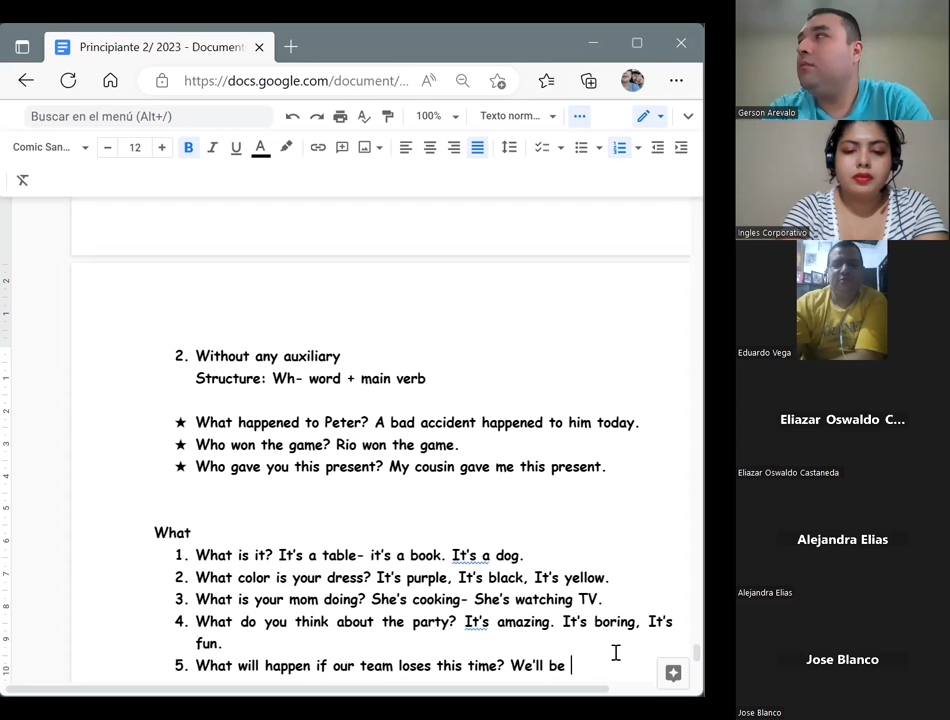 Principiante 2/ 2023 - Document
https://docs.google.com/document/...
Buscar en el menú (Alt+/)
100%
Texto norm...
Comic San...
12
2. Without any auxiliary
Structure: Wh- word + main verb
★ What happened to Peter? A bad accident happened to him today.
★ Who won the game? Rio won the game.
★ Who gave you this present? My cousin gave me this present.
What
1. What is it? It's a table- it's a book. It's a dog.
2. What color is your dress? It's purple, It's black, It's yellow.
3. What is your mom doing? She's cooking- She's watching TV.
4. What do you think about the party? It's amazing. It's boring, It's
fun.
5. What will happen if our team loses this time? We'll be
Gerson Arevalo
Ingles Corporativo
Eduardo Vega
Eliazar Oswaldo C...
Eliazar Oswaldo Castaneda
Alejandra Elias
Alejandra Elias
Jose Blanco
Jose Blanco